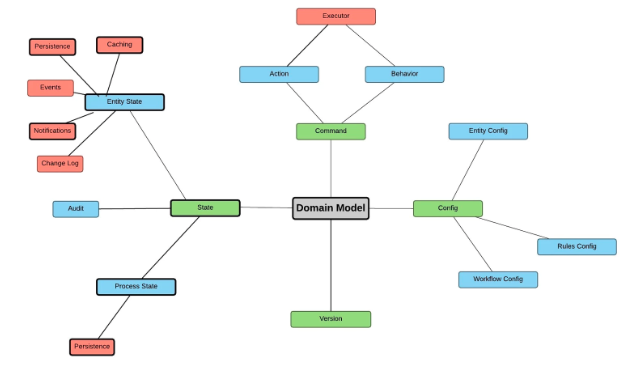 Executor
Persistence
Caching
Action
Behavior
Events
Entity State
Notifications
Command
Entity Config
Change Log
Audit
State
Domain Model
Config
Rules Config
Workflow Config
Process State
Version
Persistence